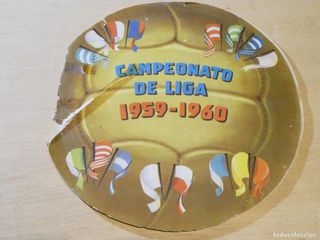 CAMPEONATO
DE LIGA
1959-1960
todocoleccion